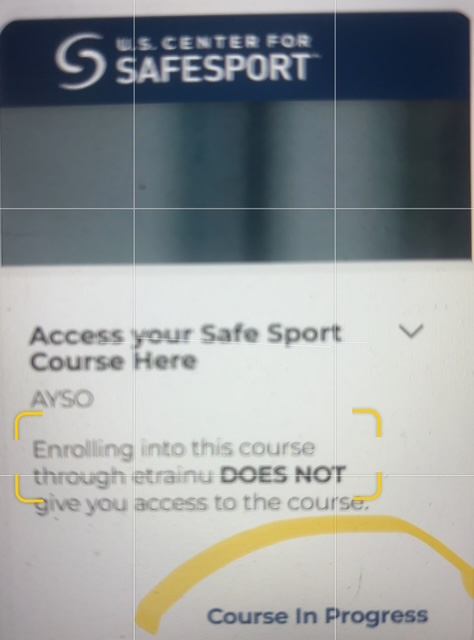 U.S. CENTER FOR
SAFESPORT™
Access your Safe Sport
Course Here
AYSO
Enrolling into this course
through etrainu DOES NOT
give you access to the course.
Course In Progress